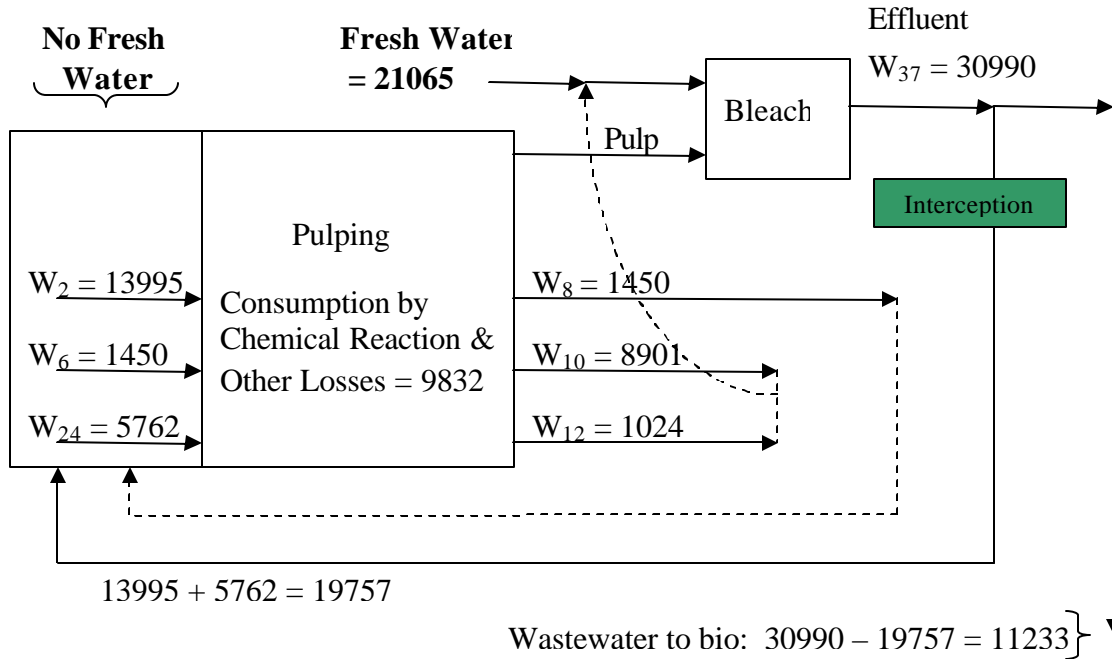 No Fresh
Water
Fresh Water
= 21065
Effluent
W37 = 30990
Bleach
Pulp
Interception
Pulping
Consumption by
Chemical Reaction &
Other Losses = 9832
W2 = 13995
W6 = 1450
W24 = 5762
W8 = 1450
W10 = 8901
W12 = 1024
13995 + 5762 = 19757
Wastewater to bio: 30990 – 19757 = 11233